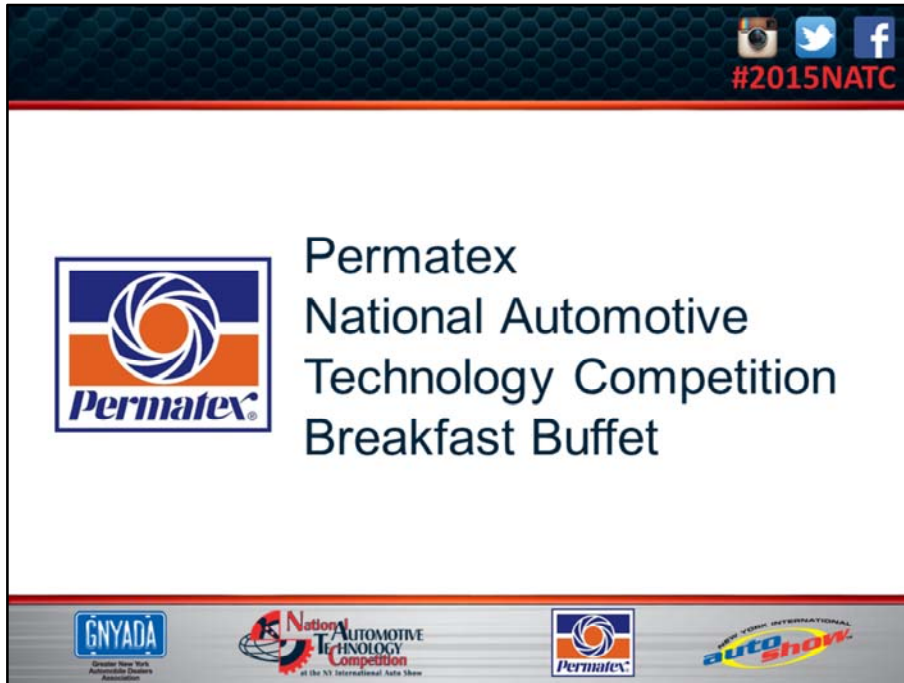 #2015NATC
Permatex
National Automotive
Technology Competition
Breakfast Buffet
Permatex®
GNYADA
Greater New York
Automobile Dealers
Association
National
AUTOMOTIVE
TECHNOLOGY
Competition
at the NY International Auto Show
Permatex
NEW YORK INTERNATIONAL
auto show